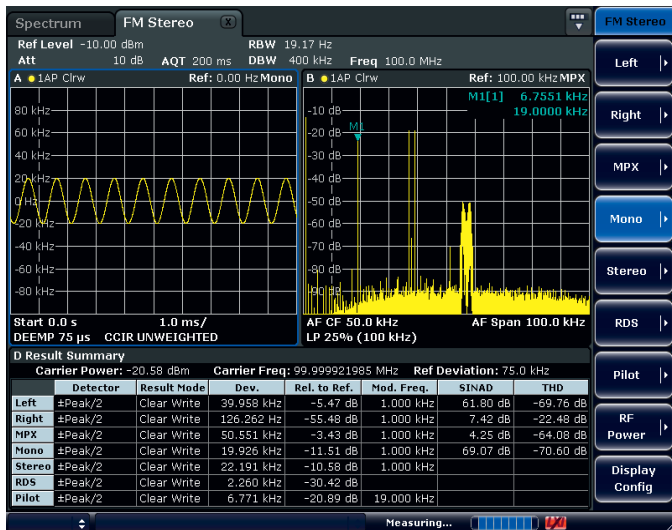 Spectrum FM Stereo X FM Stereo
Ref Level -10.00 dBm RBW 19.17 Hz
Att 10 dB AQT 200 ms DBW 400 kHz Freq 100.0 MHz
A 1AP Clrw Ref: 0.00 Hz Mono
80 kHz
60 kHz
40 kHz
20 kHz
0 Hz
-20 kHz
-40 kHz
-60 kHz
-80 kHz
Start 0.0 s 1.0 ms/
DEEMP 75 µs CCIR UNWEIGHTED
B 1AP Clrw Ref: 100.00 kHz MPX
M1[1] 6.7551 kHz
19.0000 kHz
M1
-10 dB
-20 dB
-30 dB
-40 dB
-50 dB
-60 dB
-70 dB
-80 dB
-90 dB
AF CF 50.0 kHz AF Span 100.0 kHz
LP 25% (100 kHz)
D Result Summary
Carrier Power: -20.58 dBm Carrier Freq: 99.999921985 MHz Ref Deviation: 75.0 kHz
Detector Result Mode Dev. Rel. to Ref. Mod. Freq. SINAD THD
Left ±Peak/2 Clear Write 39.958 kHz -5.47 dB 1.000 kHz 61.80 dB -69.76 dB
Right ±Peak/2 Clear Write 126.262 Hz -55.48 dB 1.000 kHz 7.42 dB -22.48 dB
MPX ±Peak/2 Clear Write 50.551 kHz -3.43 dB 1.000 kHz 4.25 dB -64.08 dB
Mono ±Peak/2 Clear Write 19.926 kHz -11.51 dB 1.000 kHz 69.07 dB -70.60 dB
Stereo ±Peak/2 Clear Write 22.191 kHz -10.58 dB 1.000 kHz
RDS ±Peak/2 Clear Write 2.260 kHz -30.42 dB
Pilot ±Peak/2 Clear Write 6.771 kHz -20.89 dB 19.000 kHz
Measuring...
LXI
Left
Right
MPX
Mono
Stereo
RDS
Pilot
RF
Power
Display
Config